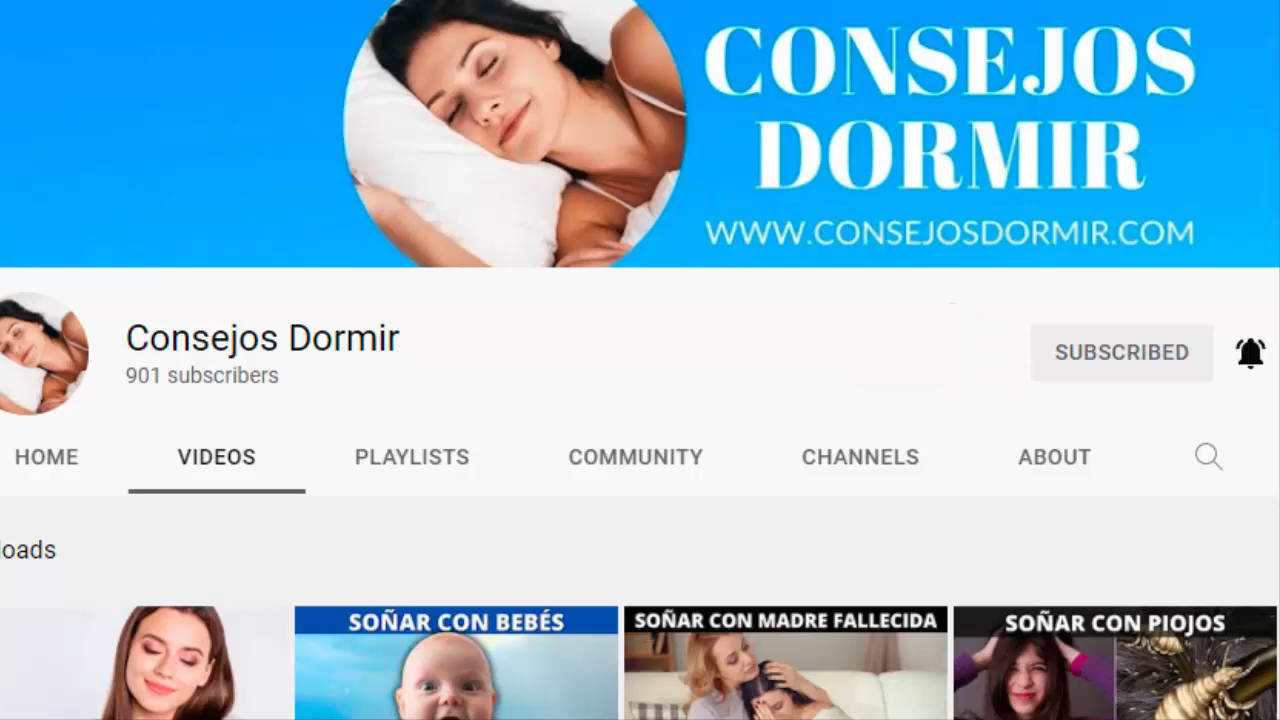 CONSEJOS
DORMIR
WWW.CONSEJOSDORMIR.COM
Consejos Dormir
901 subscribers
SUBSCRIBED
HOME VIDEOS PLAYLISTS COMMUNITY CHANNELS ABOUT
loads
SOÑAR CON BEBÉS SOÑAR CON MADRE FALLECIDA SOÑAR CON PIOJOS